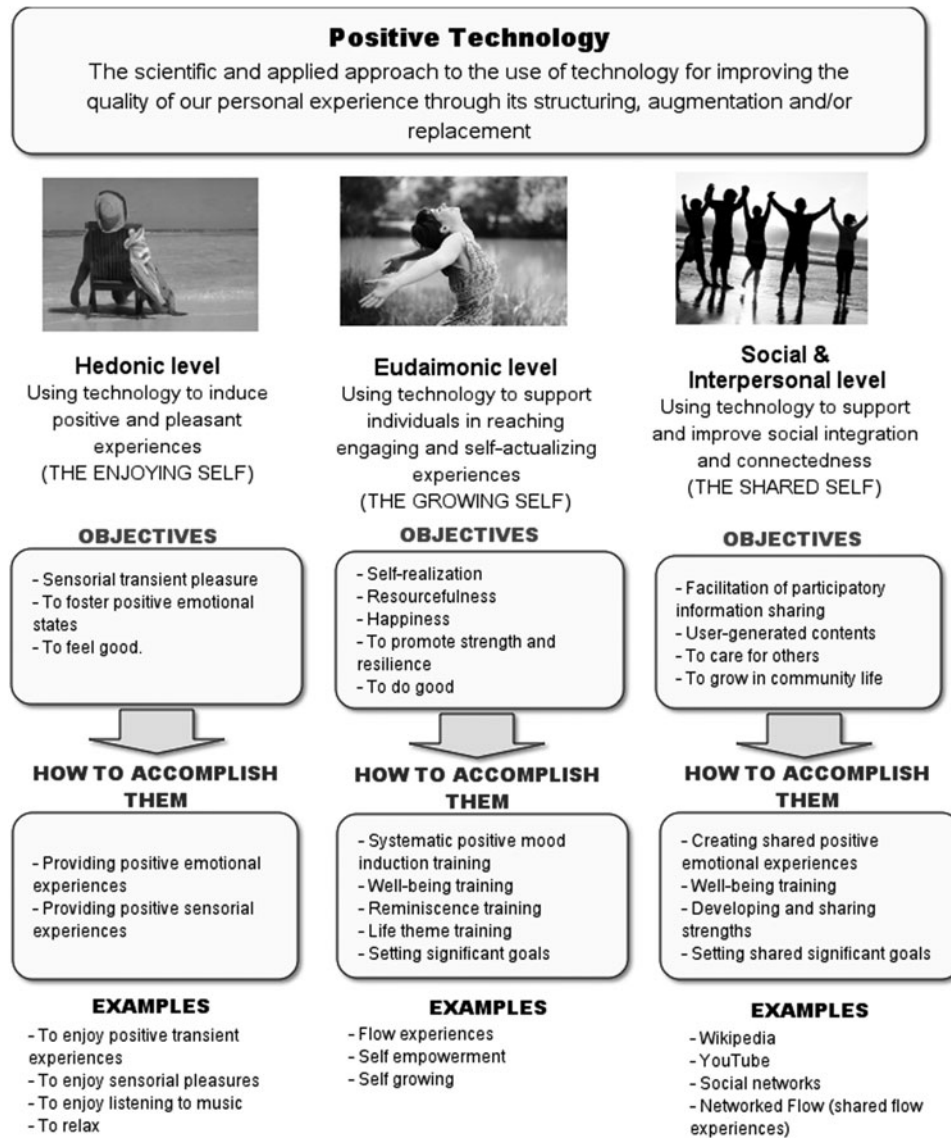 Positive Technology
The scientific and applied approach to the use of technology for improving the
quality of our personal experience through its structuring, augmentation and/or
replacement
Hedonic level
Using technology to induce
positive and pleasant
experiences
(THE ENJOYING SELF)
OBJECTIVES
- Sensorial transient pleasure
- To foster positive emotional
states
- To feel good.
HOW TO ACCOMPLISH
THEM
- Providing positive emotional
experiences
- Providing positive sensorial
experiences
EXAMPLES
- To enjoy positive transient
experiences
- To enjoy sensorial pleasures
- To enjoy listening to music
- To relax
Eudaimonic level
Using technology to support
individuals in reaching
engaging and self-actualizing
experiences
(THE GROWING SELF)
OBJECTIVES
- Self-realization
- Resourcefulness
- Happiness
- To promote strength and
resilience
- To do good
HOW TO ACCOMPLISH
THEM
- Systematic positive mood
induction training
- Well-being training
- Reminiscence training
- Life theme training
- Setting significant goals
EXAMPLES
- Flow experiences
- Self empowerment
- Self growing
Social &
Interpersonal level
Using technology to support
and improve social integration
and connectedness
(THE SHARED SELF)
OBJECTIVES
- Facilitation of participatory
information sharing
- User-generated contents
- To care for others
- To grow in community life
HOW TO ACCOMPLISH
THEM
- Creating shared positive
emotional experiences
- Well-being training
- Developing and sharing
strengths
- Setting shared significant goals
EXAMPLES
- Wikipedia
- YouTube
- Social networks
- Networked Flow (shared flow
experiences)